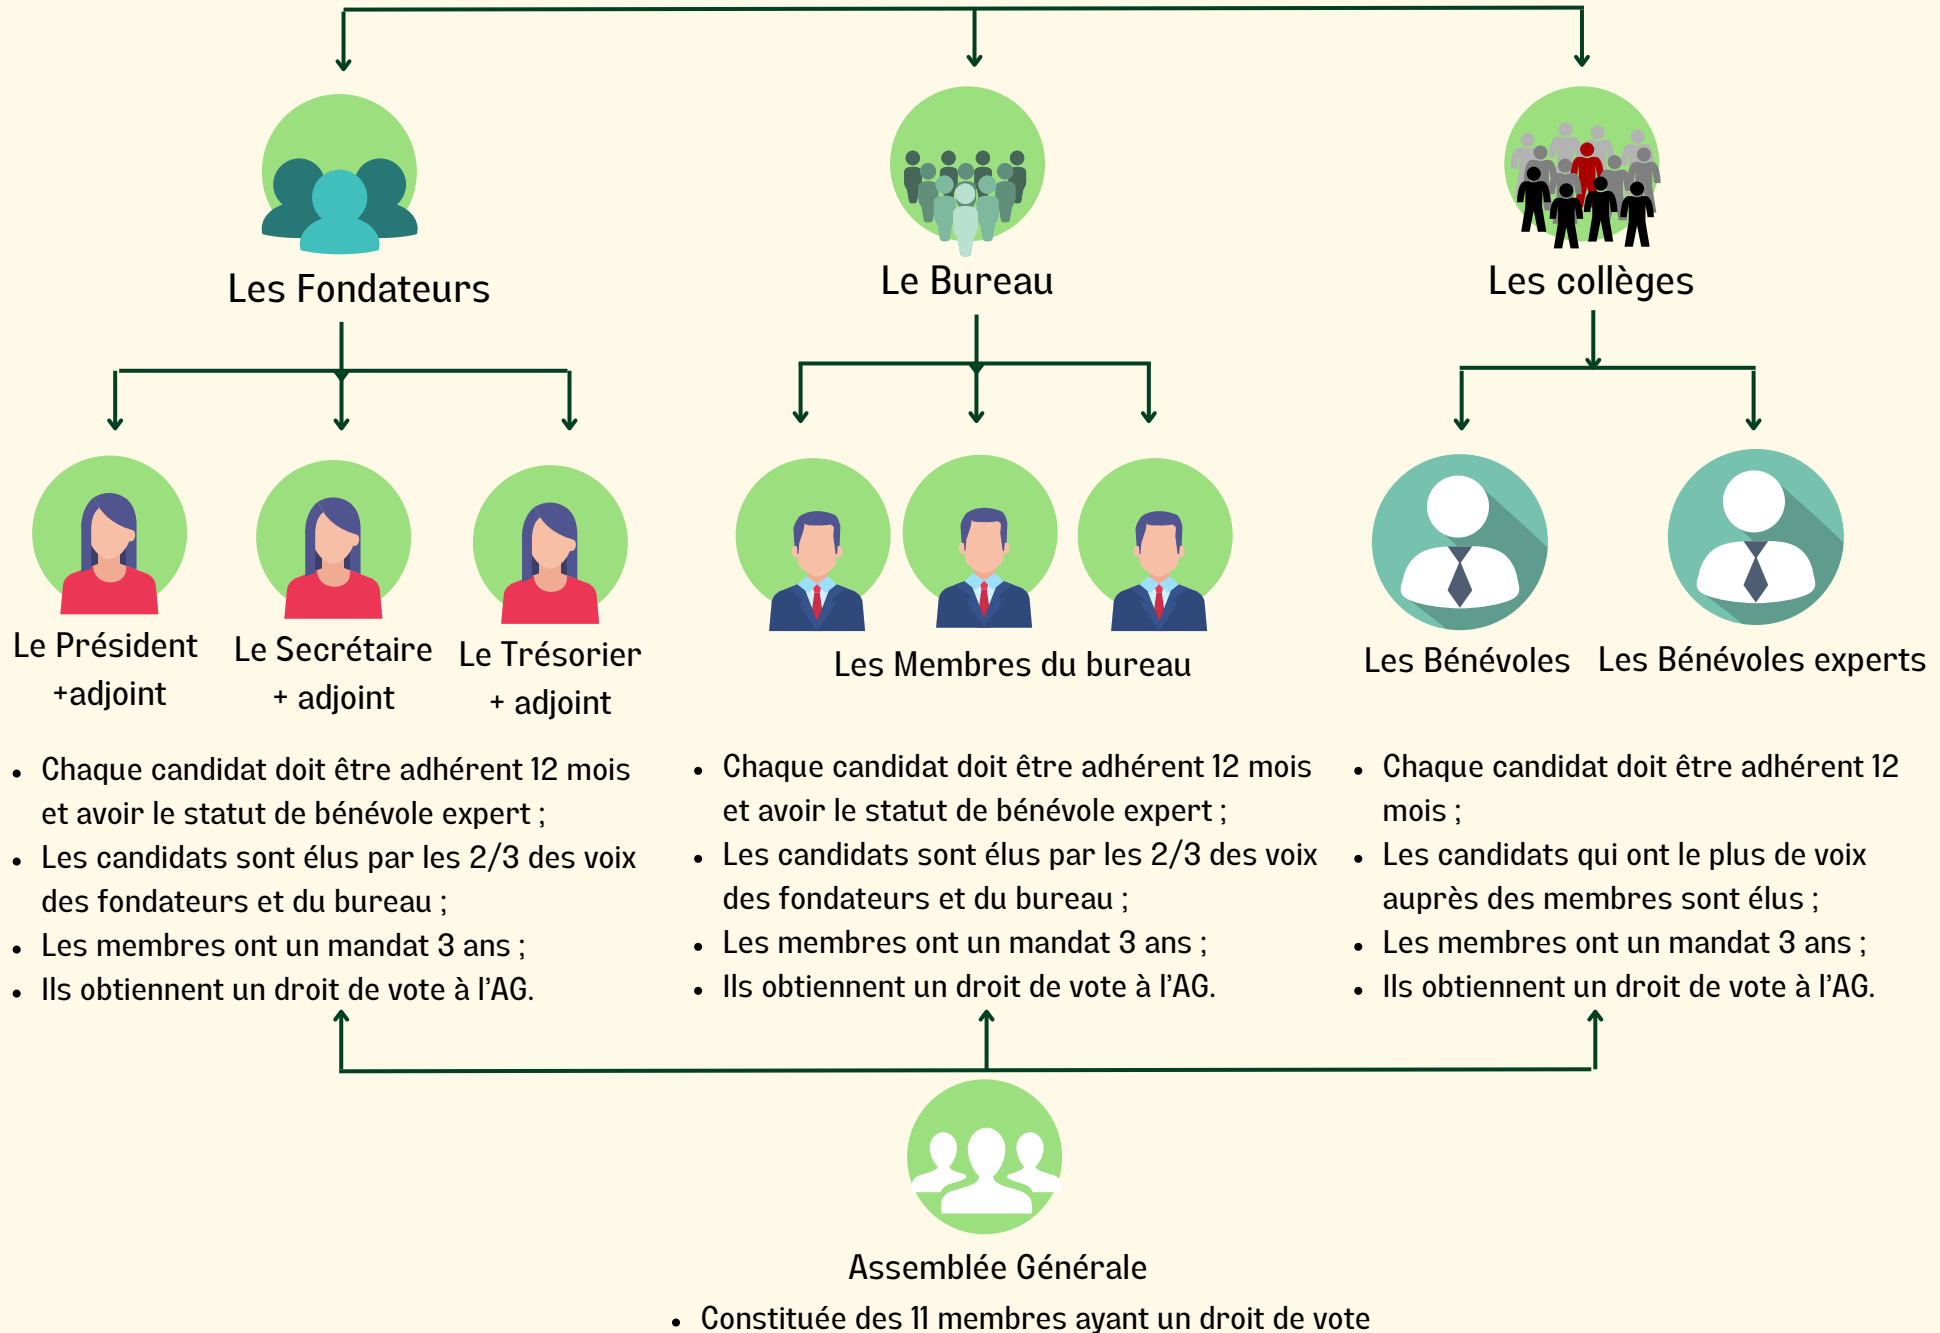 Les Fondateurs
Le Bureau
Les collèges
Le Président
+adjoint
Le Secrétaire
+ adjoint
Le Trésorier
+ adjoint
Les Membres du bureau
Les Bénévoles
Les Bénévoles experts
• Chaque candidat doit être adhérent 12 mois
et avoir le statut de bénévole expert ;
• Les candidats sont élus par les 2/3 des voix
des fondateurs et du bureau ;
• Les membres ont un mandat 3 ans ;
• Ils obtiennent un droit de vote à l'AG.
• Chaque candidat doit être adhérent 12 mois
et avoir le statut de bénévole expert ;
• Les candidats sont élus par les 2/3 des voix
des fondateurs et du bureau ;
• Les membres ont un mandat 3 ans ;
• Ils obtiennent un droit de vote à l'AG.
• Chaque candidat doit être adhérent 12
mois ;
• Les candidats qui ont le plus de voix
auprès des membres sont élus ;
• Les membres ont un mandat 3 ans ;
• Ils obtiennent un droit de vote à l'AG.
Assemblée Générale
• Constituée des 11 membres ayant un droit de vote